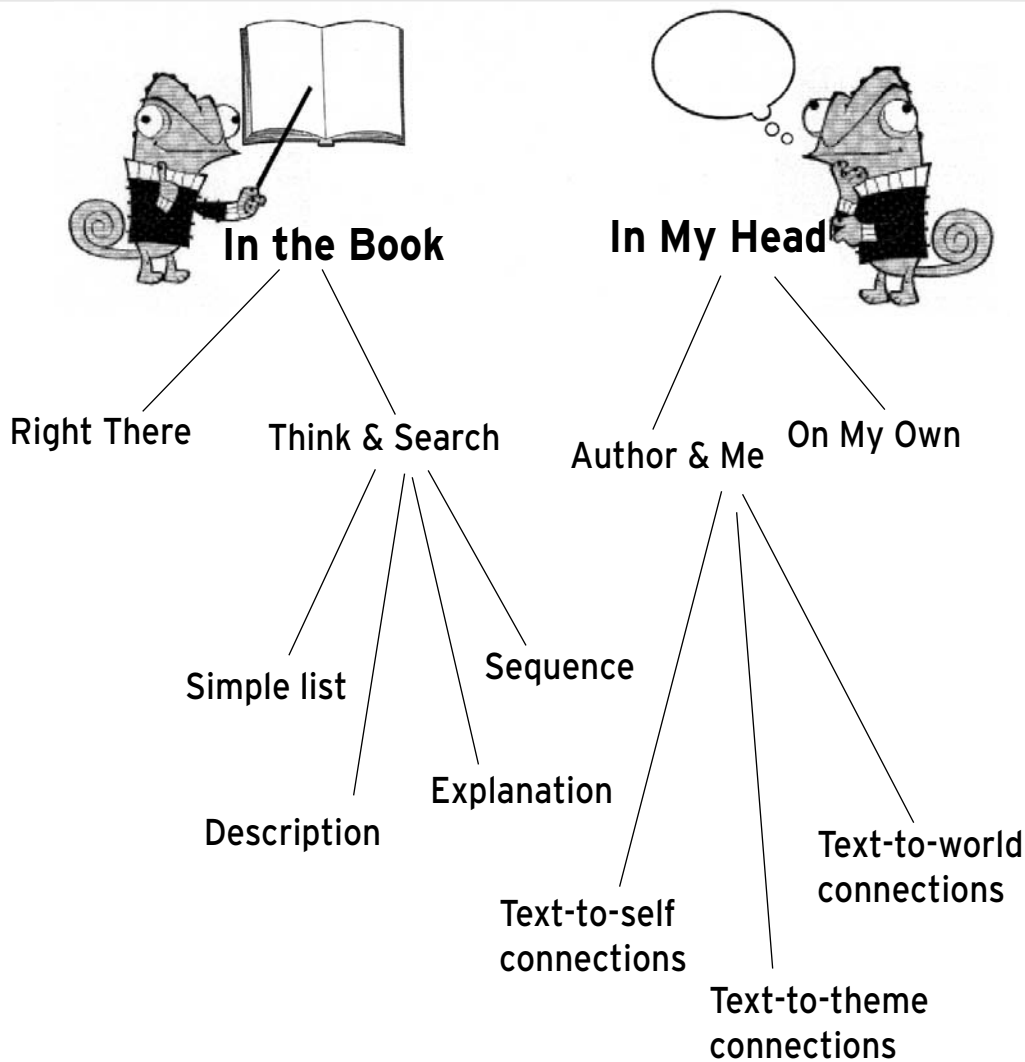 In the Book
In My Head
Right There
Think & Search
Author & Me
On My Own
Simple list
Sequence
Description
Explanation
Text-to-self
connections
Text-to-theme
connections
Text-to-world
connections